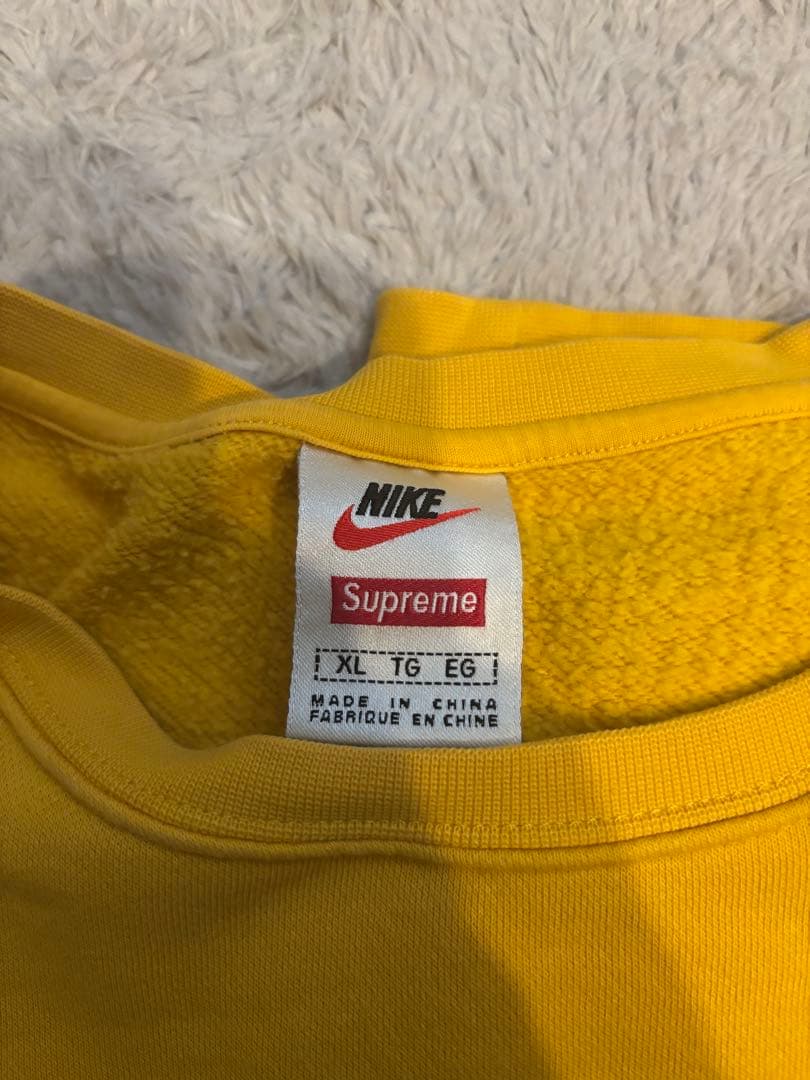 NIKE
Supreme
XL TG EG
MADE IN CHINA
FABRIQUE EN CHINE